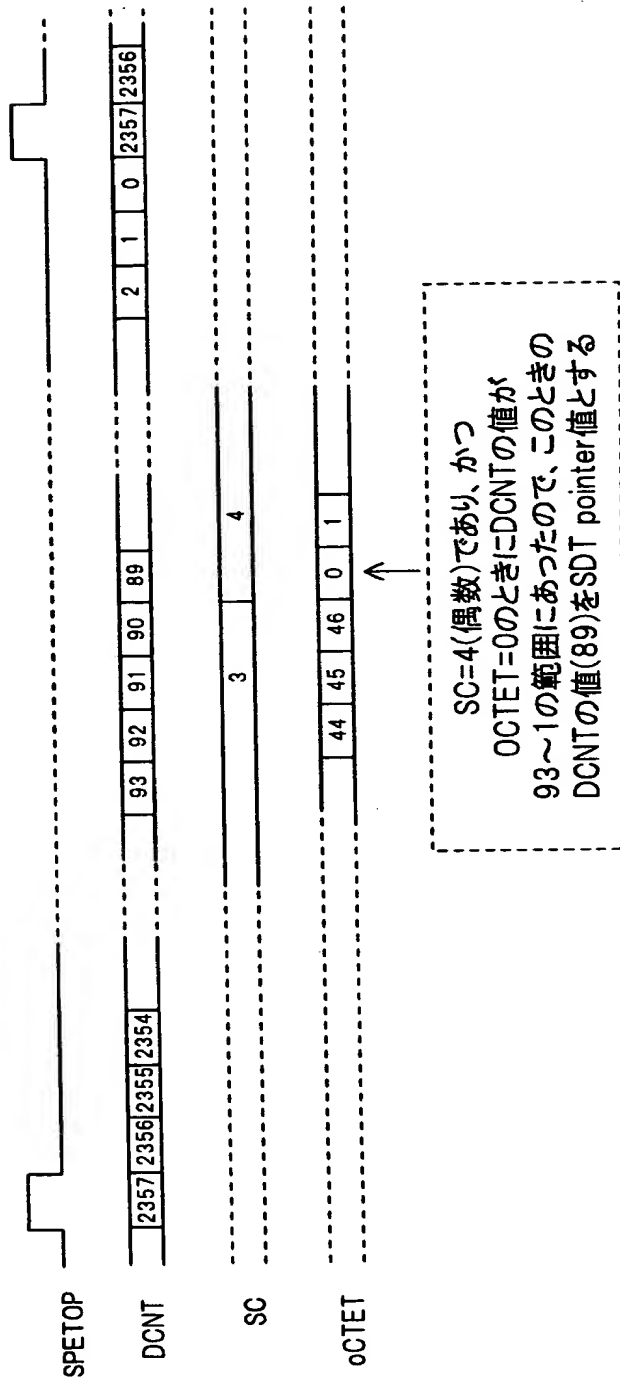 SPETOP
DCNT 2357 2356 2355 2354 93 92 91 90 89 2 1 0 2357 2356
SC 3 4
oCTET 44 45 46 0 1
SC=4(偶数)であり、かつ
OCTET=0のときにDCNTの値が
93~1の範囲にあったので、このときの
DCNTの値(89)をSDT pointer値とする